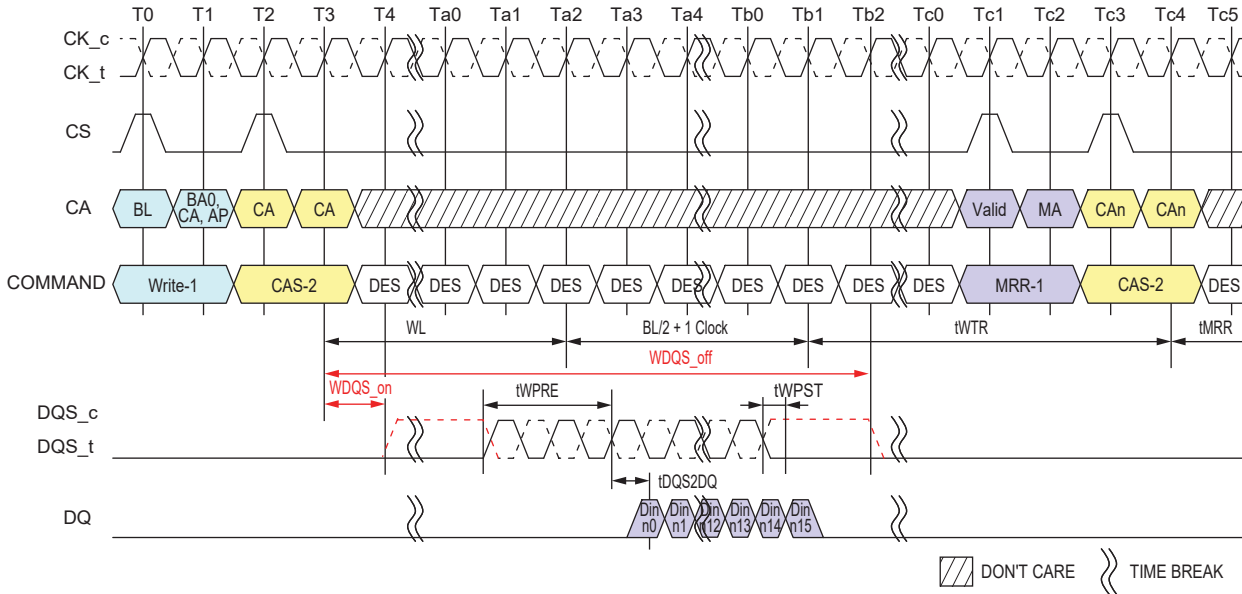 T0 T1 T2 T3 T4 Ta0 Ta1 Ta2 Ta3 Ta4 Tb0 Tb1 Tb2 Tc0 Tc1 Tc2 Tc3 Tc4 Tc5
CK_c
CK_t
CS
CA
BL
BA0,
CA, AP
CA
CA
Valid
MA
CAn
CAn
COMMAND
Write-1
CAS-2
DES
DES
DES
DES
DES
DES
DES
DES
DES
DES
MRR-1
CAS-2
DES
WL
BL/2 + 1 Clock
tWTR
tMRR
WDQS_off
WDQS_on
tWPRE
tWPST
DQS_c
DQS_t
tDQS2DQ
DQ
Din
n0
Din
n1
Din
n12
Din
n13
Din
n14
Din
n15
DON'T CARE
TIME BREAK